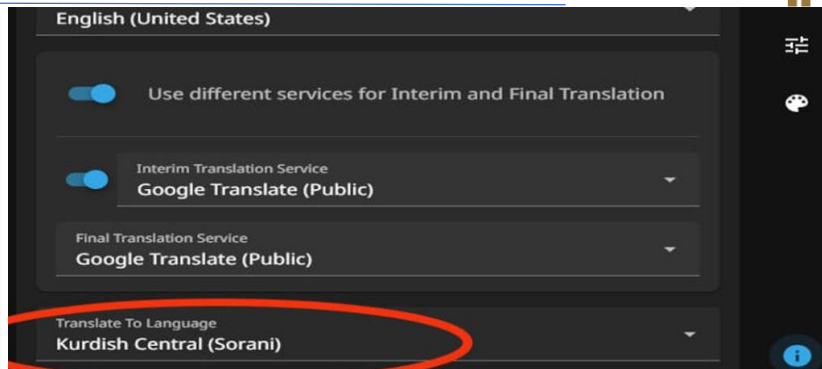 English (United States)
Use different services for Interim and Final Translation
Interim Translation Service
Google Translate (Public)
Final Translation Service
Google Translate (Public)
Translate To Language
Kurdish Central (Sorani)